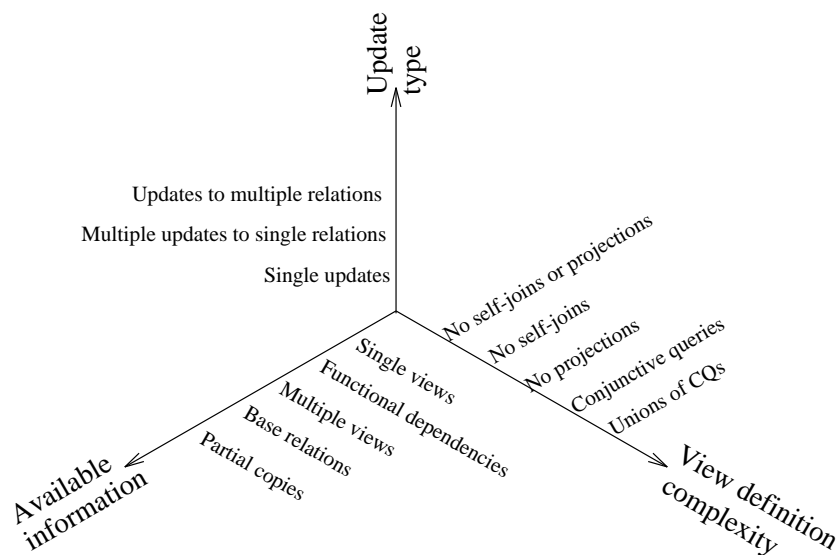 Update
type
Updates to multiple relations
Multiple updates to single relations
Single updates
No self-joins or projections
No self-joins
No projections
Conjunctive queries
Unions of CQs
View definition
complexity
Single views
Functional dependencies
Multiple views
Base relations
Partial copies
Available
information